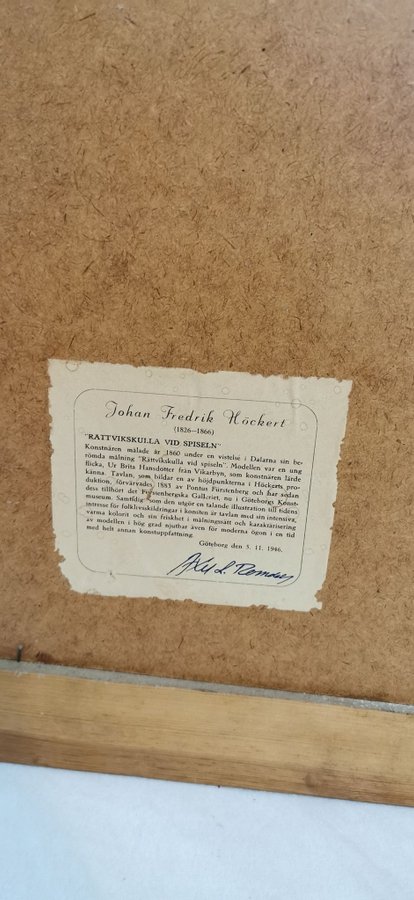 Johan Fredrik Höckert
(1826—1866)
"RÄTTVIKSKULLA VID SPISELN"
Konstnären målade år 1860 under en vistelse i Dalarna sin be-
römda målning "Rättvikskulla vid spiseln". Modellen var en ung
flicka, Ur Brita Hansdotter från Vikarbyn, som konstnären lärde
känna. Tavlan, som bildar en av höjdpunkterna i Höckerts pro-
duktion, förvärvades 1883 av Pontus Fürstenberg och har sedan
dess tillhört det Fürstenbergska Galleriet, nu i Göteborgs Konst-
museum. Samtidigt som den utgör en talande illustration till tidens
intresse för folklivsskildringar i konsten är tavlan med sin intensiva,
varma kolorit och sin friskhet i målningssätt och karaktärisering
av modellen i hög grad njutbar även för moderna ögon i en tid
med helt annan konstuppfattning.
Göteborg den 5. 11. 1946.
Axel L. Romdahl